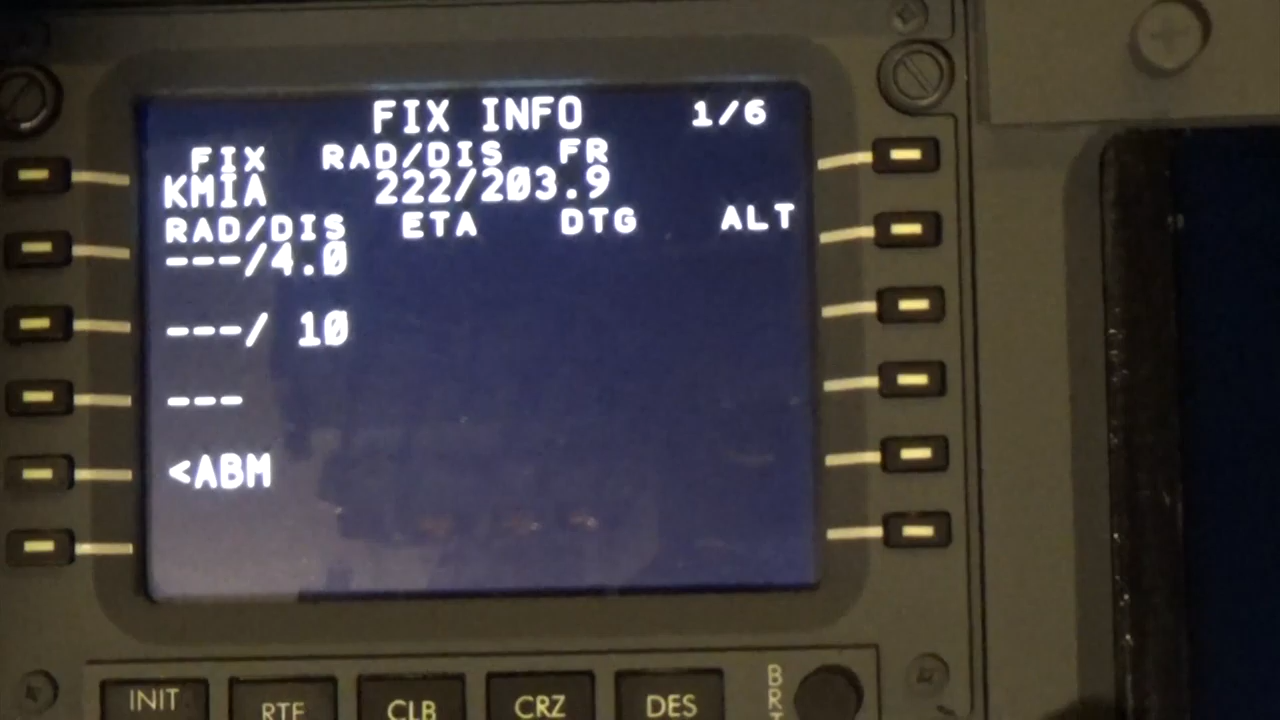 FIX INFO 1/6
FIX RAD/DIS FR
KMIA 222/203.9
RAD/DIS ETA DTG ALT
---/4.0
---/ 10
---
<ABM
INIT RTE CLB CRZ DES BRT